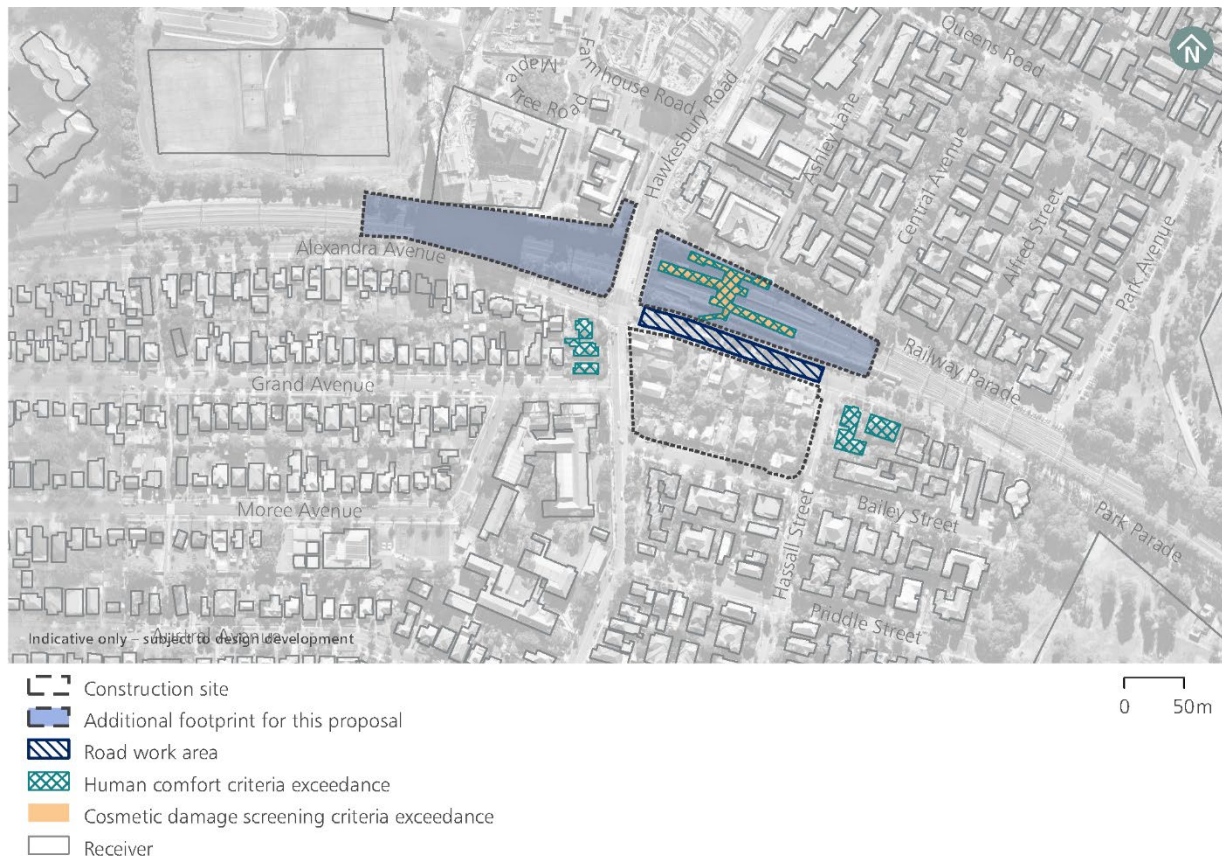 N
Queens Road
Maple
Tree Road
Farmhouse Road
Hawkesbury Road
Ashley Lane
Central Avenue
Alfred Street
Park Avenue
Alexandra Avenue
Railway Parade
Grand Avenue
Moree Avenue
Bailey Street
Hassall Street
Park Parade
Priddle Street
Indicative only – subject to design development
Construction site
Additional footprint for this proposal
Road work area
Human comfort criteria exceedance
Cosmetic damage screening criteria exceedance
Receiver
0 50m